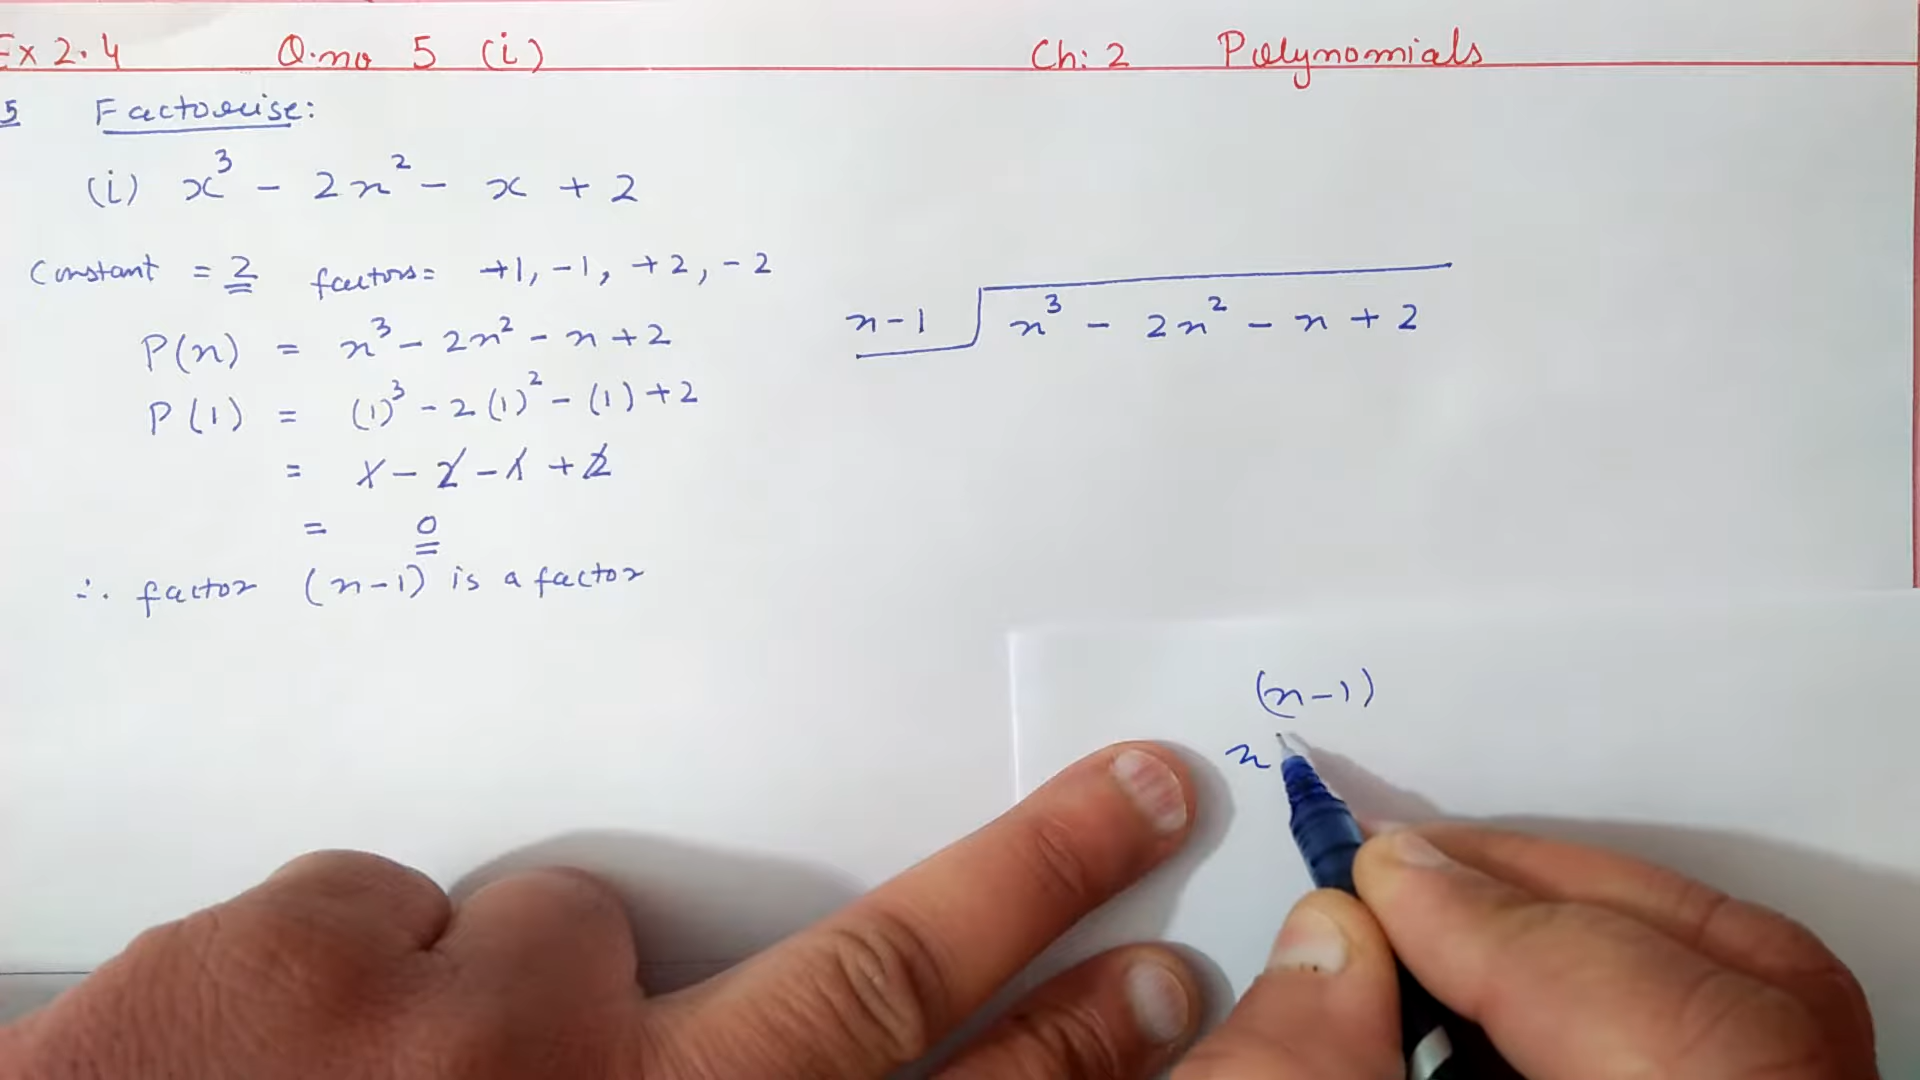 Ex 2.4 Q.no 5 (i) Ch: 2 Polynomials
5 Factorise:
(i) x³ - 2x² - x + 2
Constant = 2 factors = +1, -1, +2, -2
P(x) = x³ - 2x² - x + 2
P(1) = (1)³ - 2(1)² - (1) + 2
= 1 - 2 - 1 + 2
= 0
∴ factor (x-1) is a factor
x-1 x³ - 2x² - x + 2
(x-1)
x